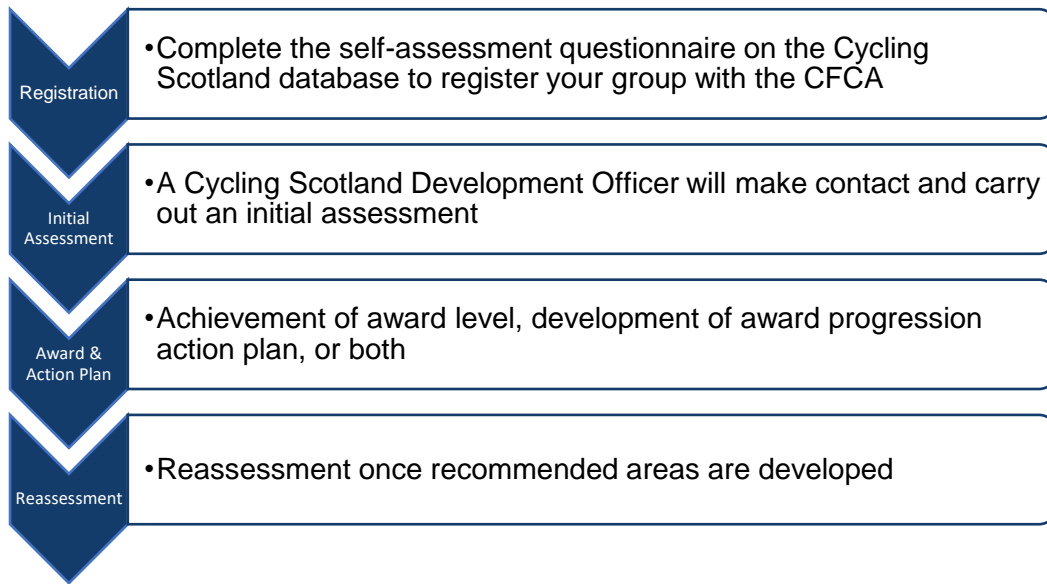 Registration
•Complete the self-assessment questionnaire on the Cycling
Scotland database to register your group with the CFCA
Initial
Assessment
•A Cycling Scotland Development Officer will make contact and carry
out an initial assessment
Award &
Action Plan
•Achievement of award level, development of award progression
action plan, or both
Reassessment
•Reassessment once recommended areas are developed